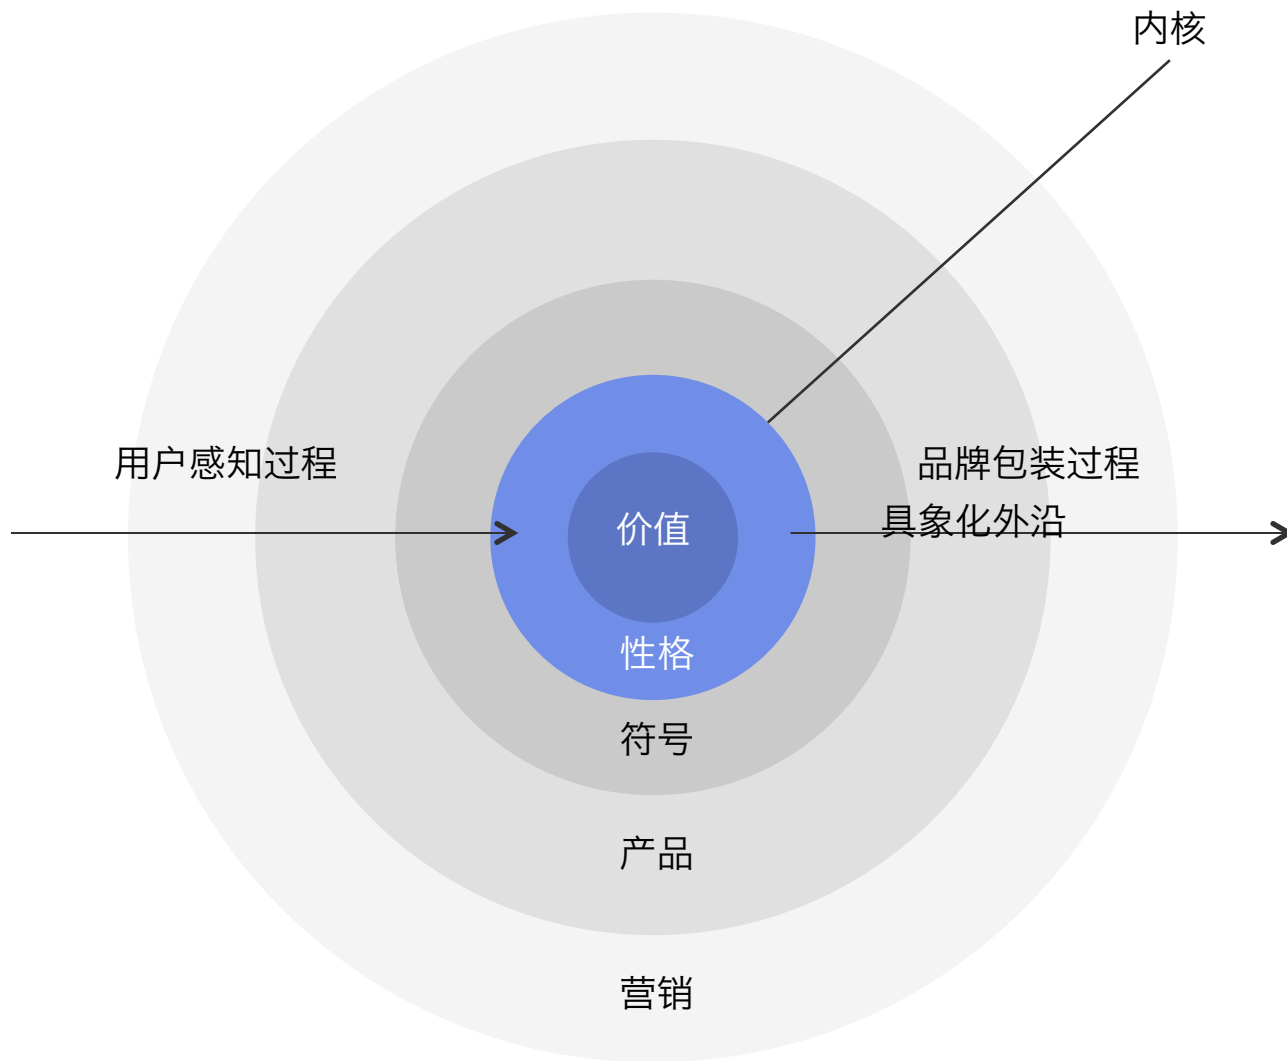 内核
用户感知过程
品牌包装过程
具象化外沿
价值
性格
符号
产品
营销